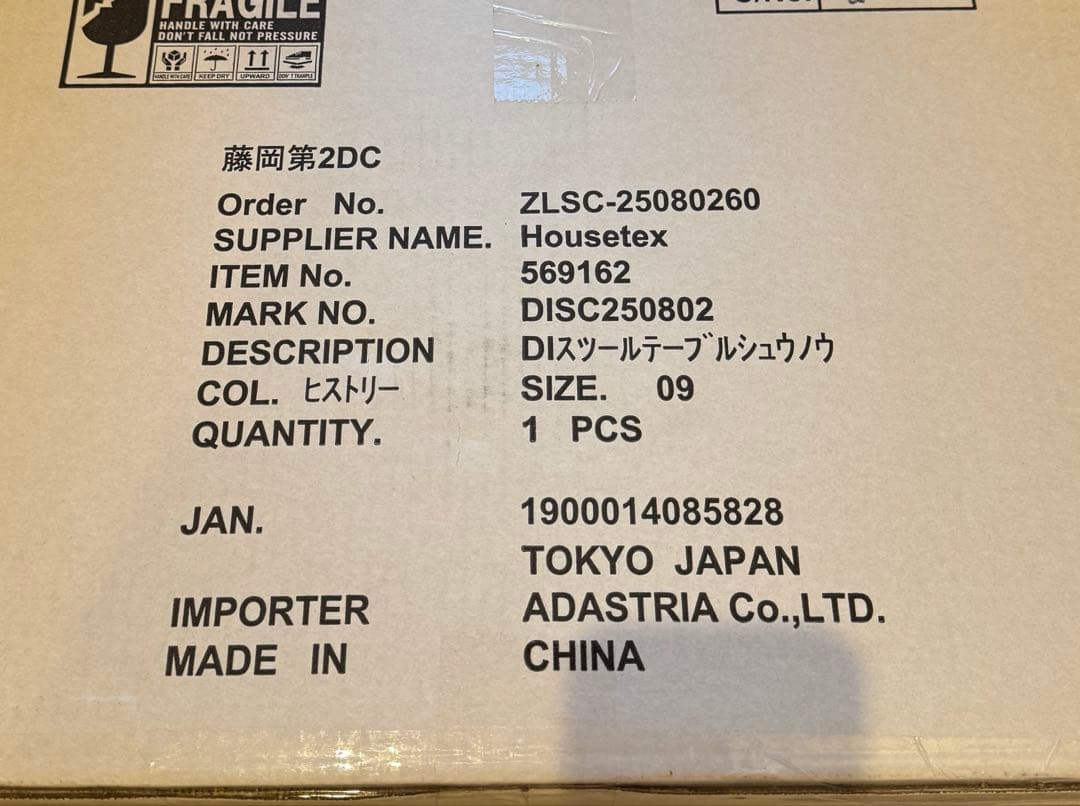 FRAGILE
HANDLE WITH CARE
DON'T FALL NOT PRESSURE
HANDLE WITH CARE KEEP DRY UPWARD DON'T TRAMPLE
藤岡第2DC
Order No. ZLSC-25080260
SUPPLIER NAME. Housetex
ITEM No. 569162
MARK NO. DISC250802
DESCRIPTION DIスツールテーブルシュウノウ
COL. ヒストリー SIZE. 09
QUANTITY. 1 PCS
JAN. 1900014085828
TOKYO JAPAN
IMPORTER ADASTRIA Co.,LTD.
MADE IN CHINA